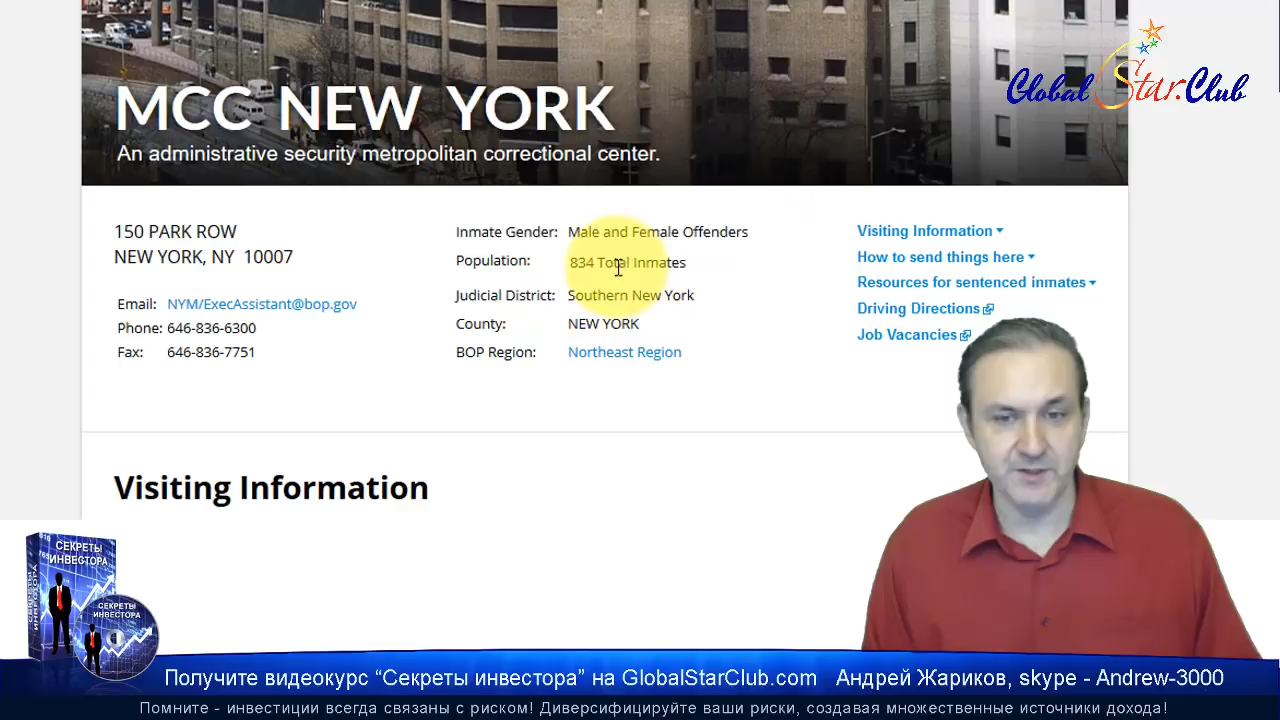 Global Star.Club
MCC NEW YORK
An administrative security metropolitan correctional center.
150 PARK ROW
NEW YORK, NY 10007
Email: NYM/ExecAssistant@bop.gov
Phone: 646-836-6300
Fax: 646-836-7751
Inmate Gender: Male and Female Offenders
Population: 834 Total Inmates
Judicial District: Southern New York
County: NEW YORK
BOP Region: Northeast Region
Visiting Information
How to send things here
Resources for sentenced inmates
Driving Directions
Job Vacancies
Visiting Information
СЕКРЕТЫ
ИНВЕСТОРА
СЕКРЕТЫ
ИНВЕСТОРА
СЕКРЕТЫ
ИНВЕСТОРА
Получите видеокурс “Секреты инвестора” на GlobalStarClub.com Андрей Жариков, skype - Andrew-3000
Помните - инвестиции всегда связаны с риском! Диверсифицируйте ваши риски, создавая множественные источники дохода!